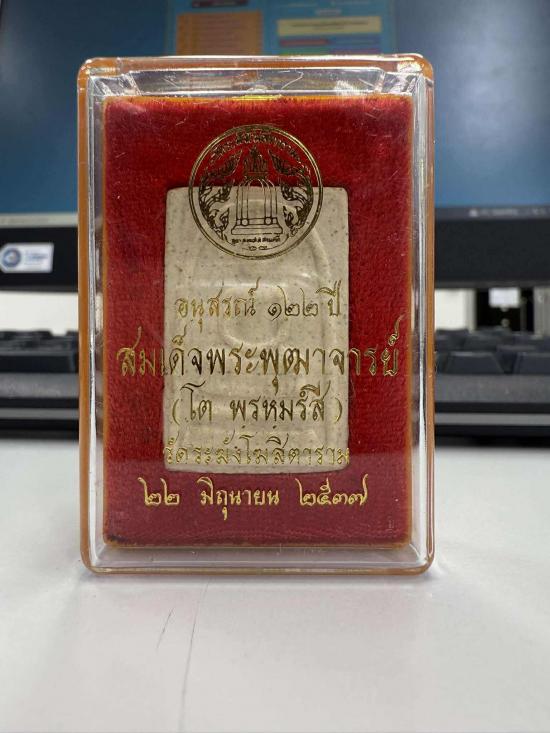 อนุสรณ์ ๑๒๒ ปี
สมเด็จพระพุฒาจารย์
(โต พรหมรังสี)
วัดระฆังโฆสิตาราม
๒๒ มิถุนายน ๒๕๓๗